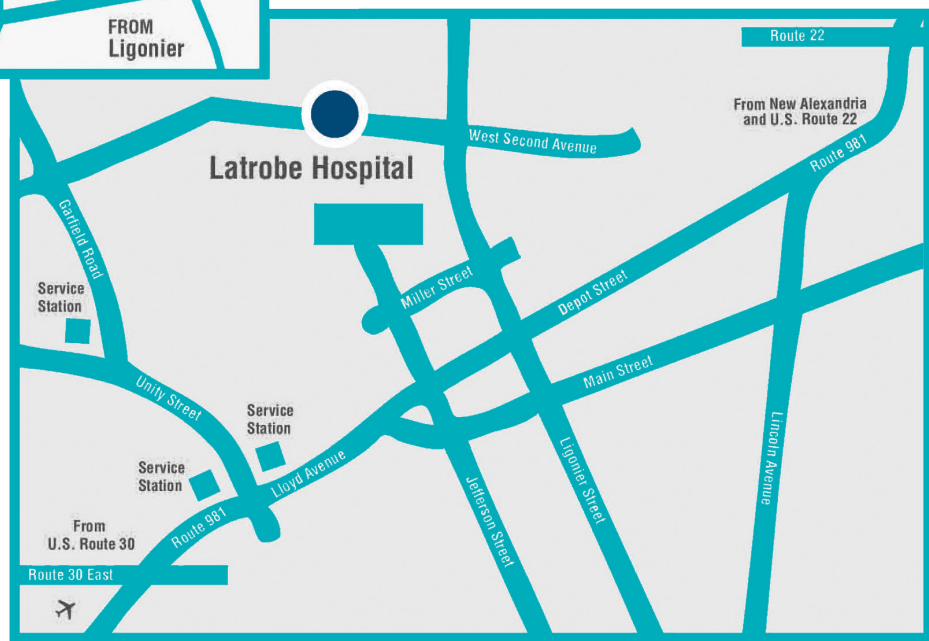 FROM
Ligonier
Route 22
From New Alexandria
and U.S. Route 22
Route 981
West Second Avenue
Latrobe Hospital
Garfield Road
Service
Station
Miller Street
Depot Street
Main Street
Unity Street
Service
Station
Service
Station
Lloyd Avenue
Route 981
Jefferson Street
Ligonier Street
Lincoln Avenue
From
U.S. Route 30
Route 30 East